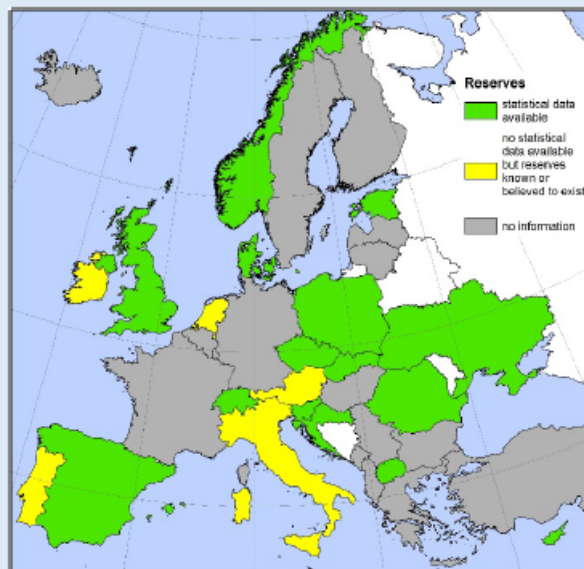 Reserves
statistical data
available
no statistical
data available
but reserves
known or
believed to exist
no information